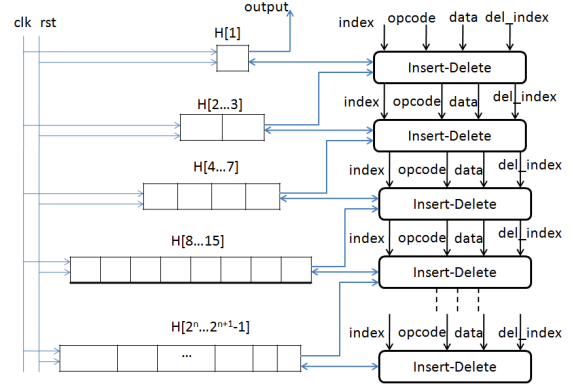 output
clk rst
index opcode data del_index
H[1]
Insert-Delete
index opcode data del_index
H[2...3]
Insert-Delete
index opcode data del_index
H[4...7]
Insert-Delete
index opcode data del_index
H[8...15]
Insert-Delete
H[2ⁿ...2ⁿ⁺¹-1]
index opcode data del_index
...
Insert-Delete